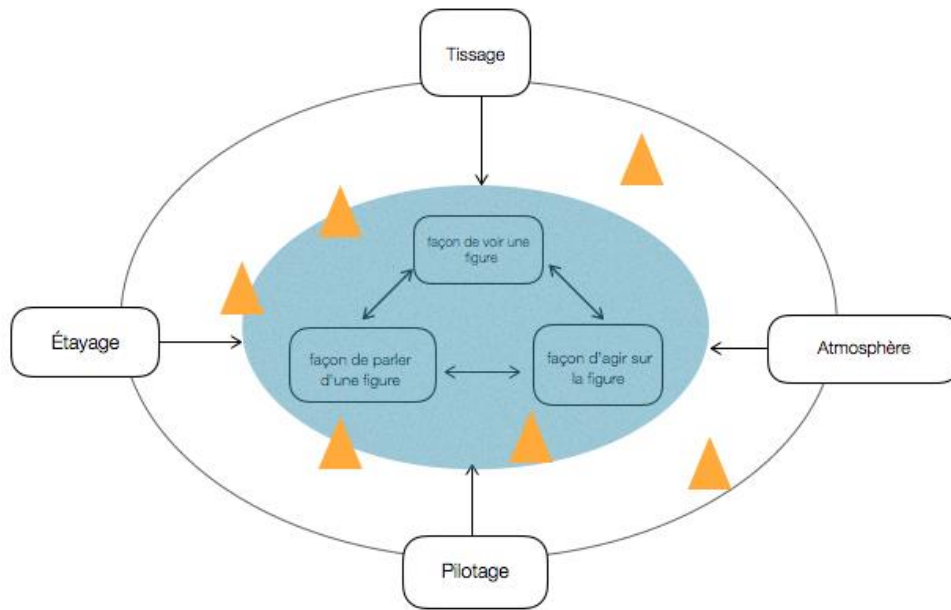 Tissage
façon de voir une
figure
Étayage
façon de parler
d'une figure
façon d'agir sur
la figure
Atmosphère
Pilotage